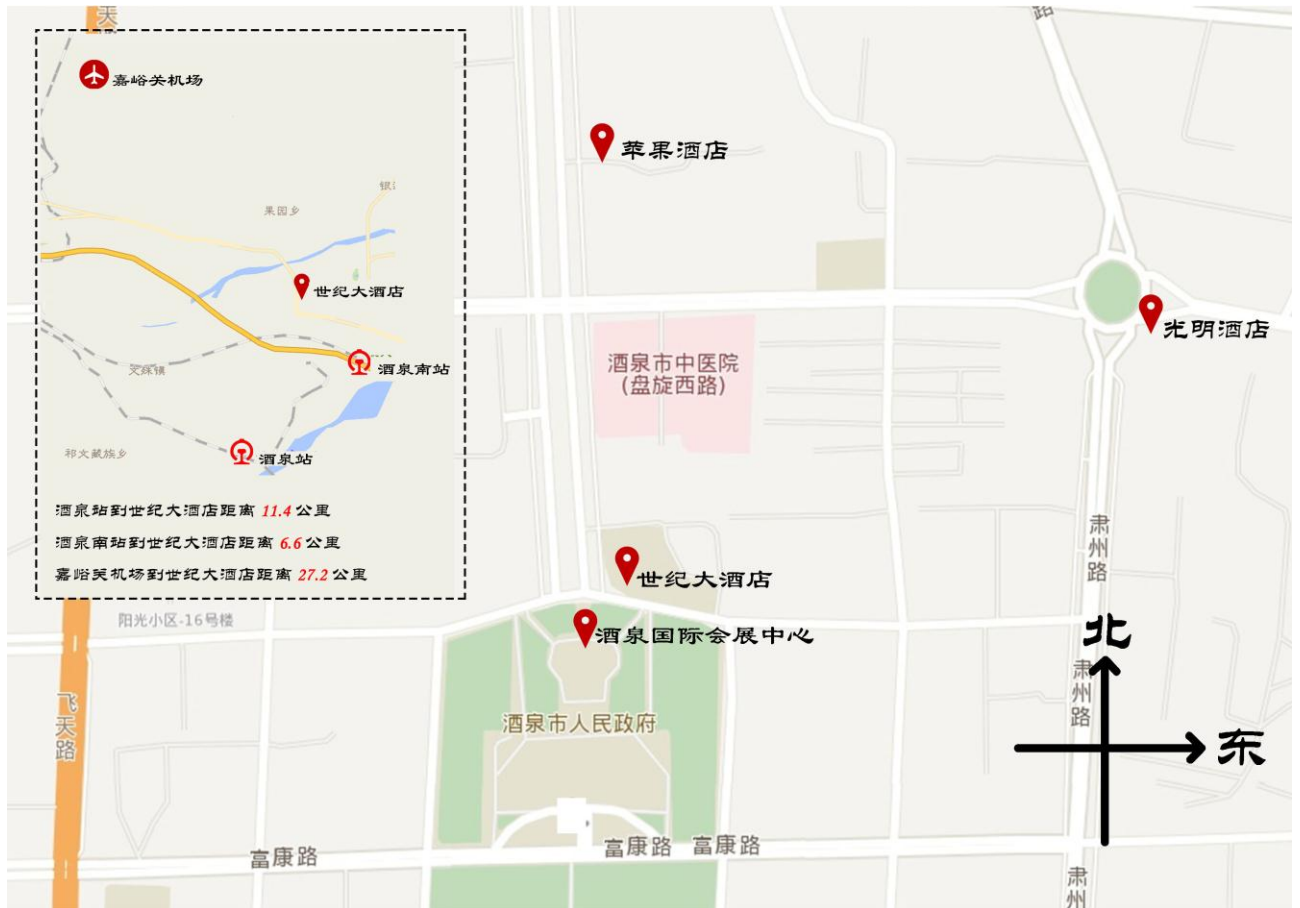 天
路
嘉峪关机场
果园乡
世纪大酒店
文殊镇
酒泉南站
祁文藏族乡
酒泉站
酒泉站到世纪大酒店距离 11.4 公里
酒泉南站到世纪大酒店距离 6.6 公里
嘉峪关机场到世纪大酒店距离 27.2 公里
苹果酒店
光明酒店
酒泉市中医院
(盘旋西路)
肃州路
世纪大酒店
阳光小区-16号楼
酒泉国际会展中心
北
肃州路
飞天路
酒泉市人民政府
东
富康路
富康路
富康路
肃州